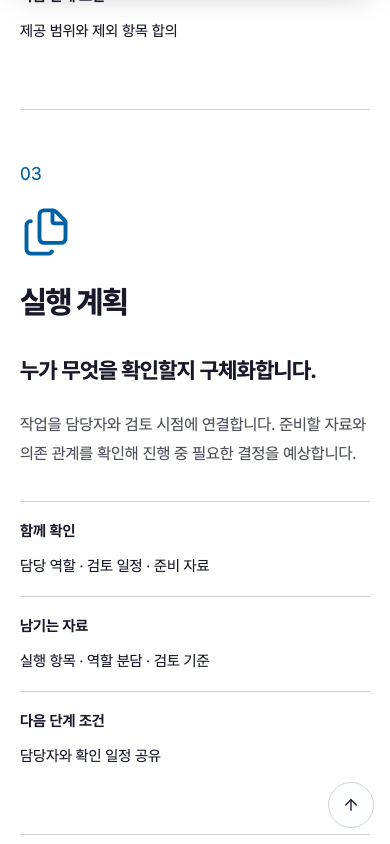 제공 범위와 제외 항목 합의
03
실행 계획
누가 무엇을 확인할지 구체화합니다.
작업을 담당자와 검토 시점에 연결합니다. 준비할 자료와
의존 관계를 확인해 진행 중 필요한 결정을 예상합니다.
함께 확인
담당 역할 · 검토 일정 · 준비 자료
남기는 자료
실행 항목 · 역할 분담 · 검토 기준
다음 단계 조건
담당자와 확인 일정 공유